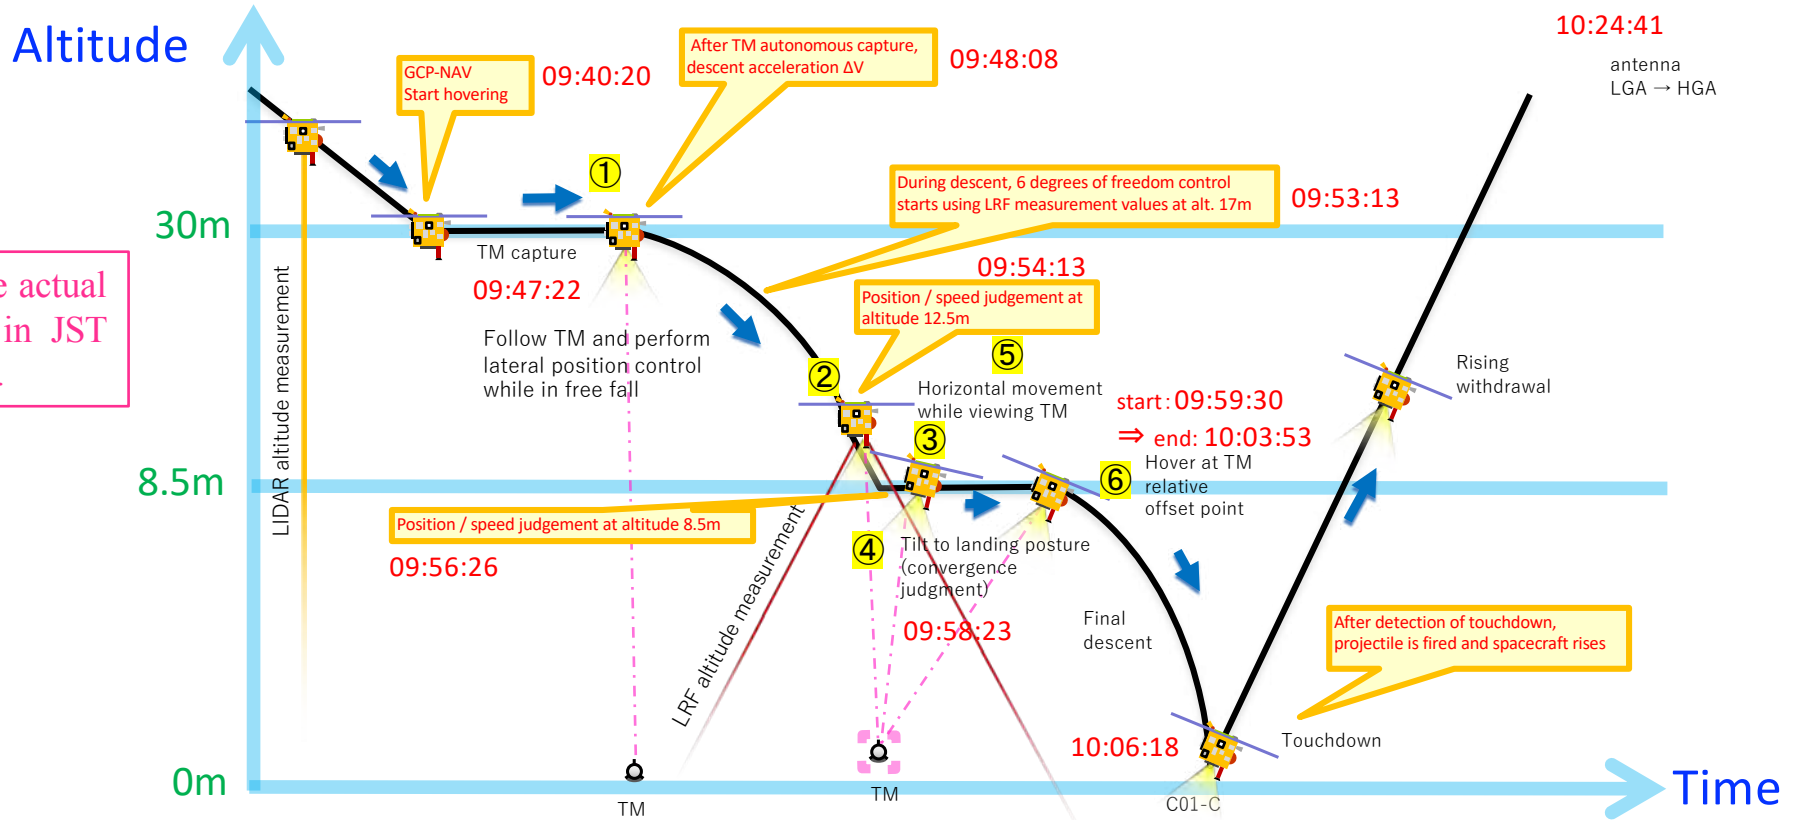 Altitude
10:24:41
antenna
LGA → HGA
GCP-NAV
Start hovering
09:40:20
After TM autonomous capture,
descent acceleration ΔV
09:48:08
①
During descent, 6 degrees of freedom control
starts using LRF measurement values at alt. 17m
09:53:13
30m
TM capture
09:47:22
09:54:13
Position / speed judgement at
altitude 12.5m
e actual
in JST
LIDAR altitude measurement
Follow TM and perform
lateral position control
while in free fall
②
⑤
Horizontal movement
while viewing TM
start: 09:59:30
⇒ end: 10:03:53
Rising
withdrawal
③
⑥
Hover at TM
relative
offset point
8.5m
Position / speed judgement at altitude 8.5m
09:56:26
④
Tilt to landing posture
(convergence
judgment)
09:58:23
LRF altitude measurement
Final
descent
After detection of touchdown,
projectile is fired and spacecraft rises
10:06:18
Touchdown
0m
TM
TM
C01-C
Time